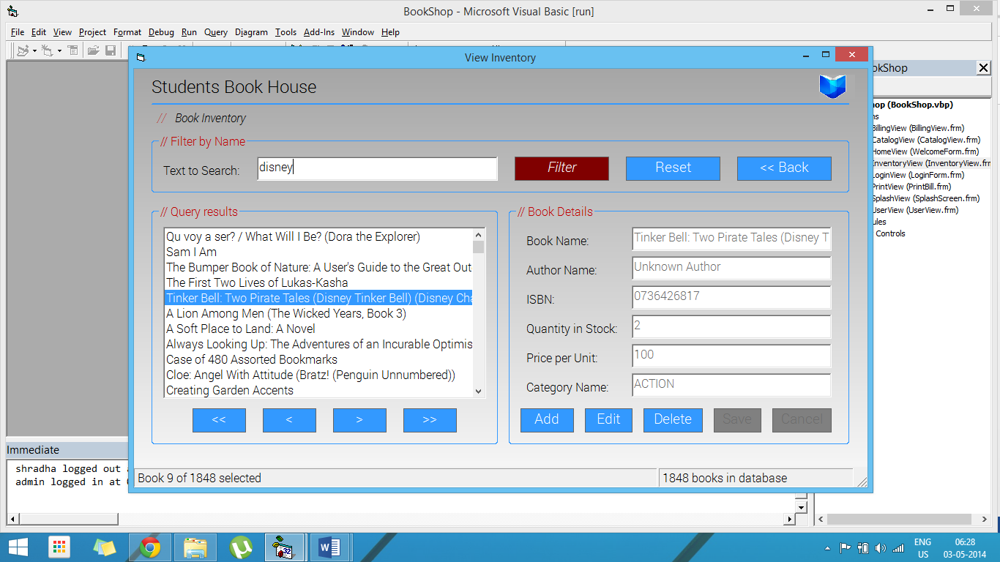 BookShop - Microsoft Visual Basic [run]
File Edit View Project Format Debug Run Query Diagram Tools Add-Ins Window Help
View Inventory
Students Book House
// Book Inventory
// Filter by Name
Text to Search: disney Filter Reset << Back
// Query results
Qu voy a ser? / What Will I Be? (Dora the Explorer)
Sam I Am
The Bumper Book of Nature: A User's Guide to the Great Out
The First Two Lives of Lukas-Kasha
Tinker Bell: Two Pirate Tales (Disney Tinker Bell) (Disney Cha
A Lion Among Men (The Wicked Years, Book 3)
A Soft Place to Land: A Novel
Always Looking Up: The Adventures of an Incurable Optimis
Case of 480 Assorted Bookmarks
Cloe: Angel With Attitude (Bratz! (Penguin Unnumbered))
Creating Garden Accents
<< < > >>
// Book Details
Book Name: Tinker Bell: Two Pirate Tales (Disney T
Author Name: Unknown Author
ISBN: 0736426817
Quantity in Stock: 2
Price per Unit: 100
Category Name: ACTION
Add Edit Delete Save Cancel
Book 9 of 1848 selected
1848 books in database
okShop
hop (BookShop.vbp)
ms
BillingView (BillingView.frm)
CatalogView (CatalogView.frm)
HomeView (WelcomeForm.frm)
InventoryView (InventoryView.frm
LoginView (LoginForm.frm)
PrintView (PrintBill.frm)
SplashView (SplashScreen.frm)
UserView (UserView.frm)
ules
Controls
Immediate
shradha logged out
admin logged in at
32
W
ENG
US
06:28
03-05-2014